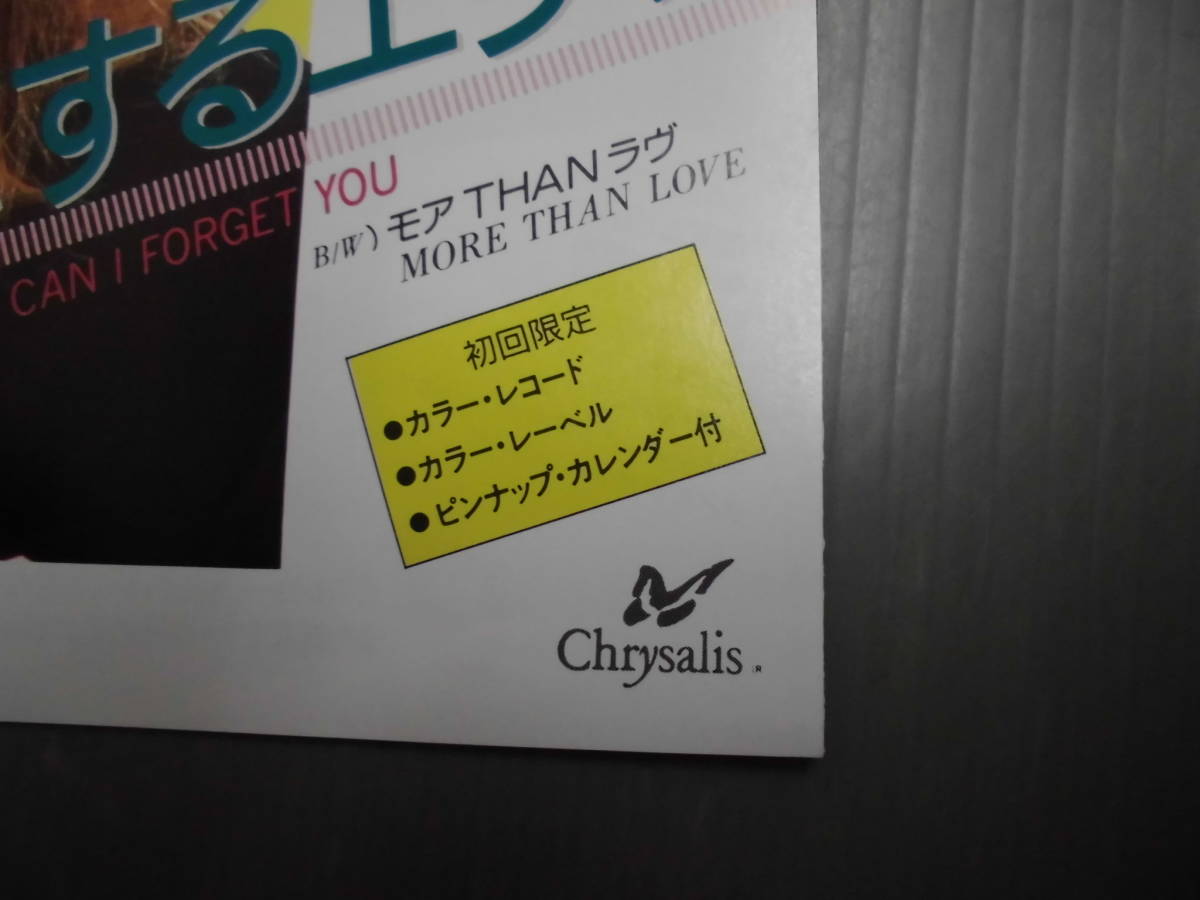 するエ
CAN I FORGET YOU
B/W) モア THAN ラヴ
MORE THAN LOVE
初回限定
●カラー・レコード
●カラー・レーベル
●ピンナップ・カレンダー付
Chrysalis ®